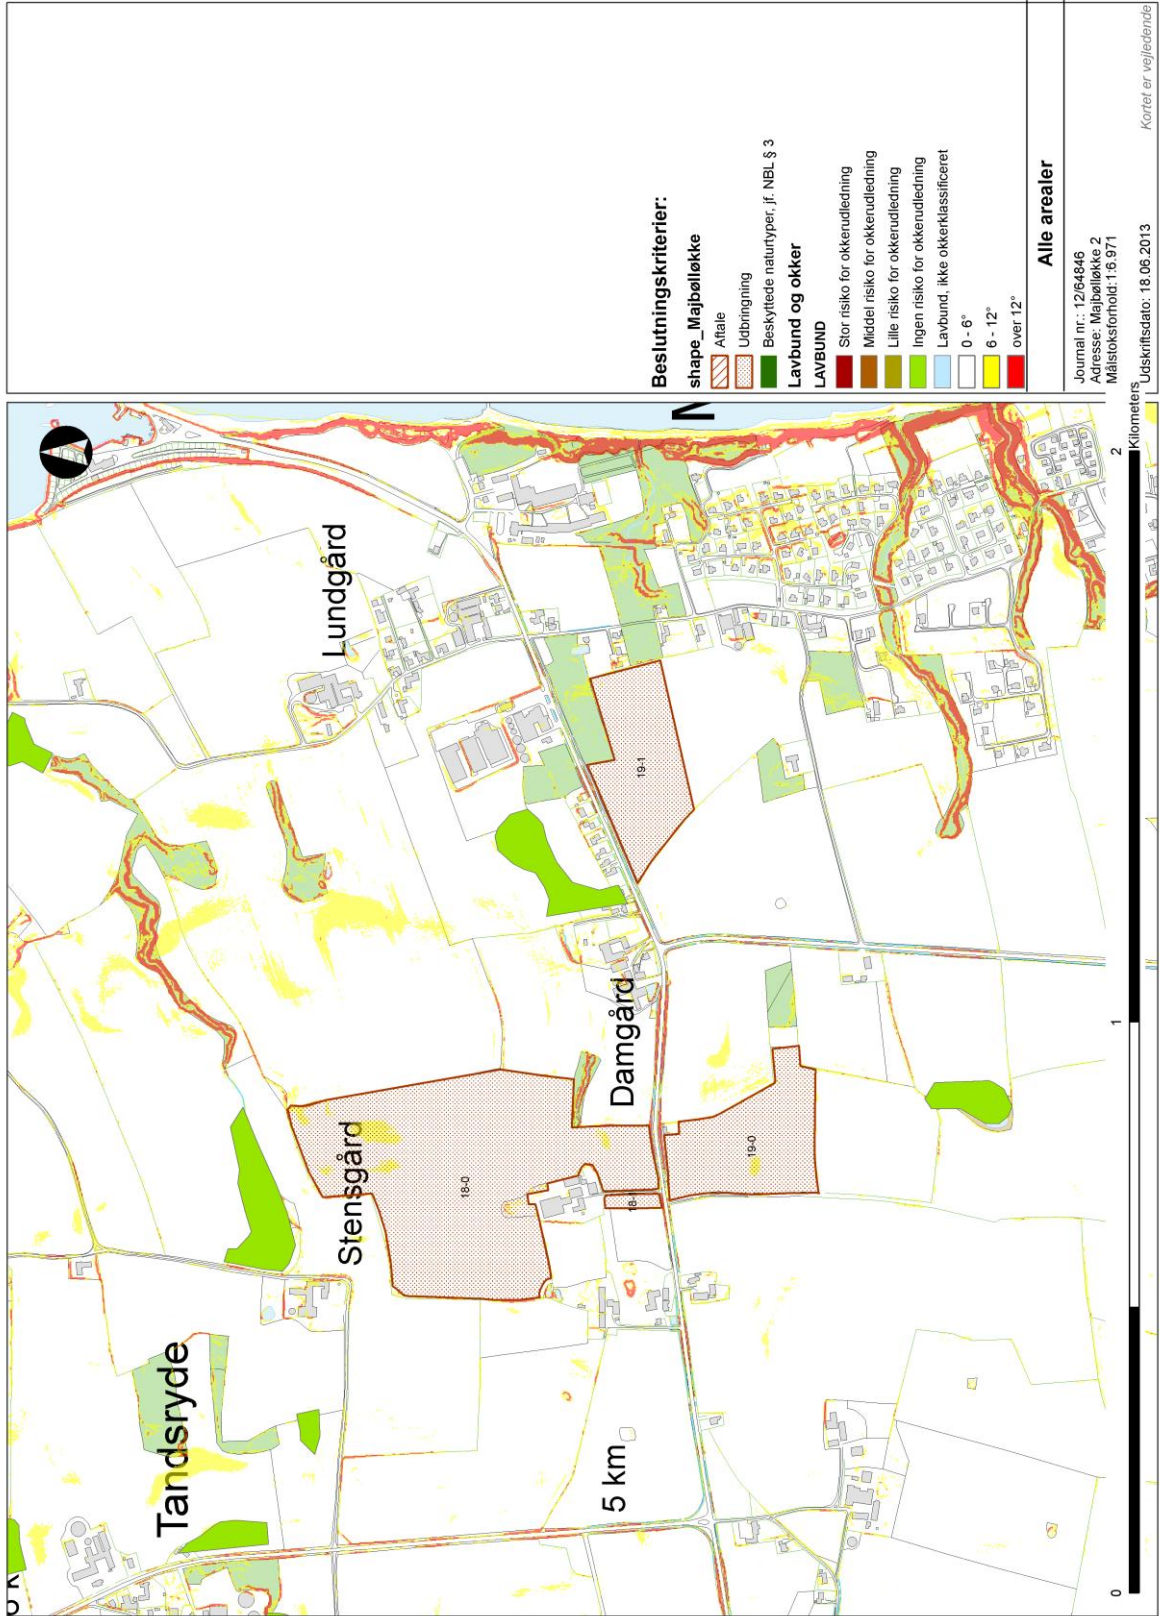 Lundgård
Stensgård
Tandsryde
Damgård
5 km
18-0
19-1
19-0
0
1
2
Kilometers
Beslutningskriterier:
shape_Majbølløkke
Aftale
Udbringning
Beskyttede naturtyper, jf. NBL § 3
Lavbund og okker
LAVBUND
Stor risiko for okkerudledning
Middel risiko for okkerudledning
Lille risiko for okkerudledning
Ingen risiko for okkerudledning
Lavbund, ikke okkerklassificeret
0 - 6°
6 - 12°
over 12°
Alle arealer
Journal nr.: 12/64846
Adresse: Majbølløkke 2
Målstoksforhold:1:6.971
Udskriftsdato: 18.06.2013
Kortet er vejledende